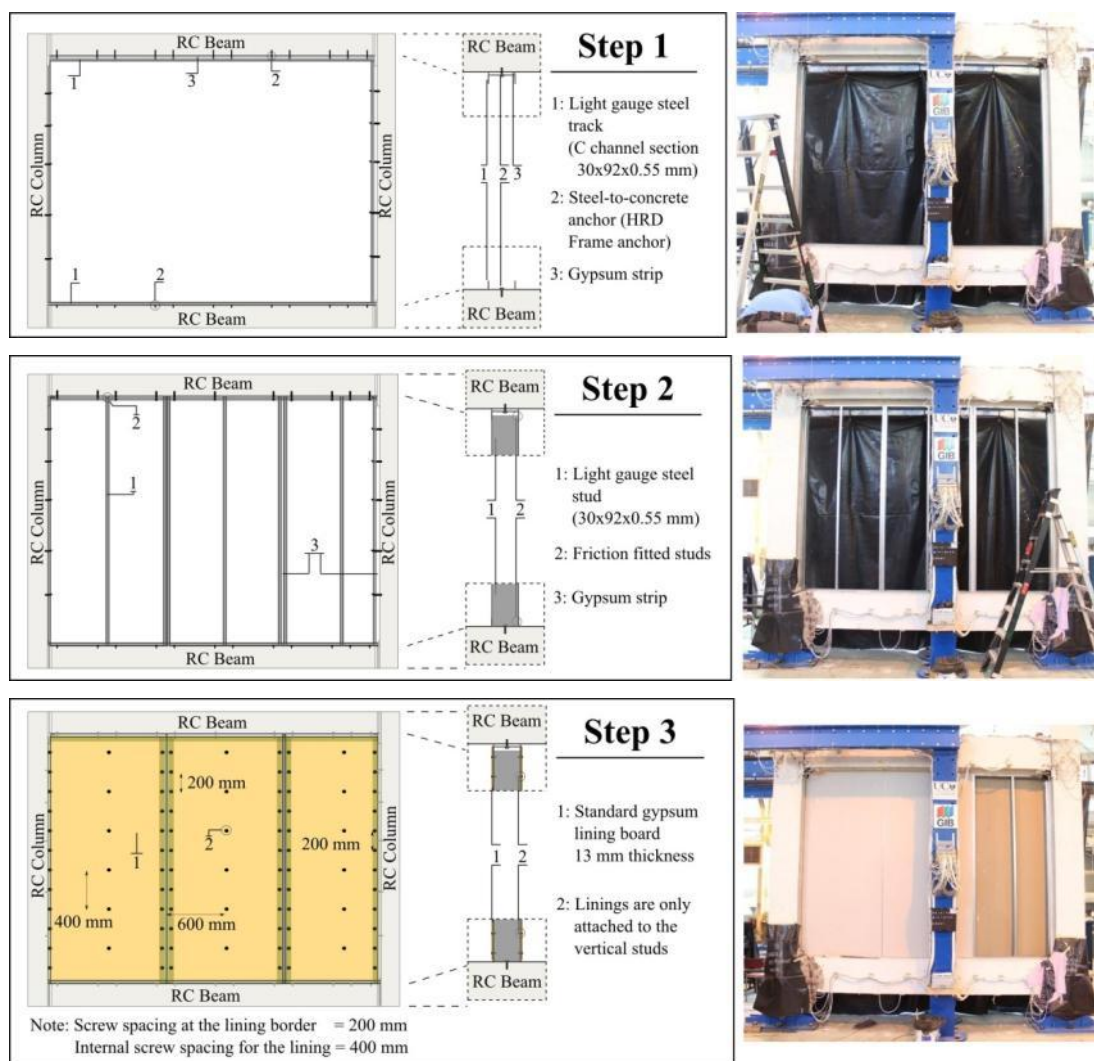 RC Beam
RC Column
RC Column
1
3
2
1
2
RC Beam
RC Beam
1 2 3
RC Beam
Step 1
1: Light gauge steel
track
(C channel section
30x92x0.55 mm)
2: Steel-to-concrete
anchor (HRD
Frame anchor)
3: Gypsum strip
UC
GIB
RC Beam
RC Column
RC Column
2
1
3
RC Beam
RC Beam
1 2
RC Beam
Step 2
1: Light gauge steel
stud
(30x92x0.55 mm)
2: Friction fitted studs
3: Gypsum strip
UC
GIB
RC Beam
RC Column
RC Column
200 mm
1
2
200 mm
400 mm
600 mm
RC Beam
RC Beam
1 2
RC Beam
Step 3
1: Standard gypsum
lining board
13 mm thickness
2: Linings are only
attached to the
vertical studs
Note: Screw spacing at the lining border = 200 mm
Internal screw spacing for the lining = 400 mm
UC
GIB